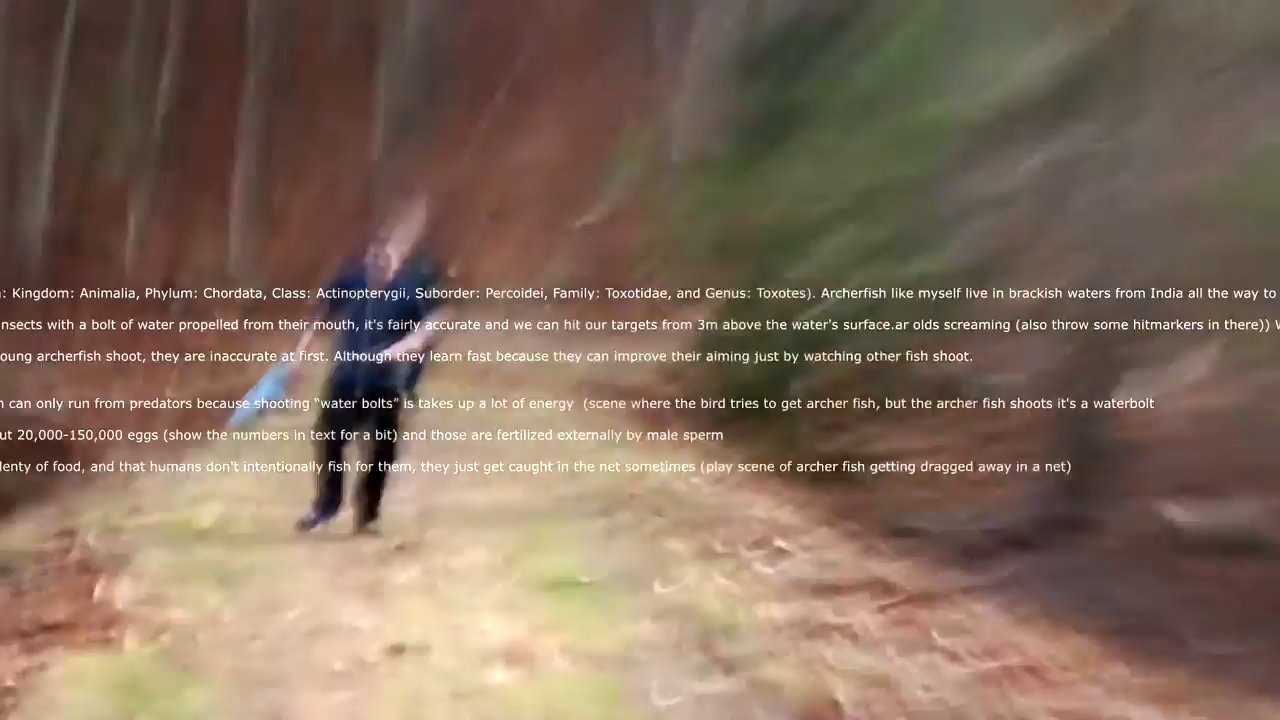 : Kingdom: Animalia, Phylum: Chordata, Class: Actinopterygii, Suborder: Percoidei, Family: Toxotidae, and Genus: Toxotes). Archerfish like myself live in brackish waters from India all the way to
nsects with a bolt of water propelled from their mouth, it's fairly accurate and we can hit our targets from 3m above the water's surface.ar olds screaming (also throw some hitmarkers in there))
oung archerfish shoot, they are inaccurate at first. Although they learn fast because they can improve their aiming just by watching other fish shoot.
n can only run from predators because shooting “water bolts” is takes up a lot of energy (scene where the bird tries to get archer fish, but the archer fish shoots it's a waterbolt
ut 20,000-150,000 eggs (show the numbers in text for a bit) and those are fertilized externally by male sperm
lenty of food, and that humans don't intentionally fish for them, they just get caught in the net sometimes (play scene of archer fish getting dragged away in a net)